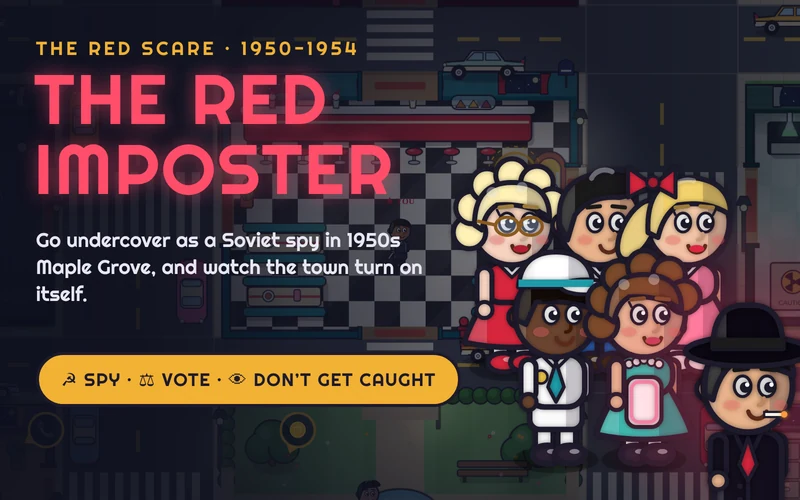 THE RED SCARE · 1950-1954
THE RED
IMPOSTER
Go undercover as a Soviet spy in 1950s
Maple Grove, and watch the town turn on
itself.
☭ SPY · ⚖ VOTE · 👁 DON'T GET CAUGHT
YOU